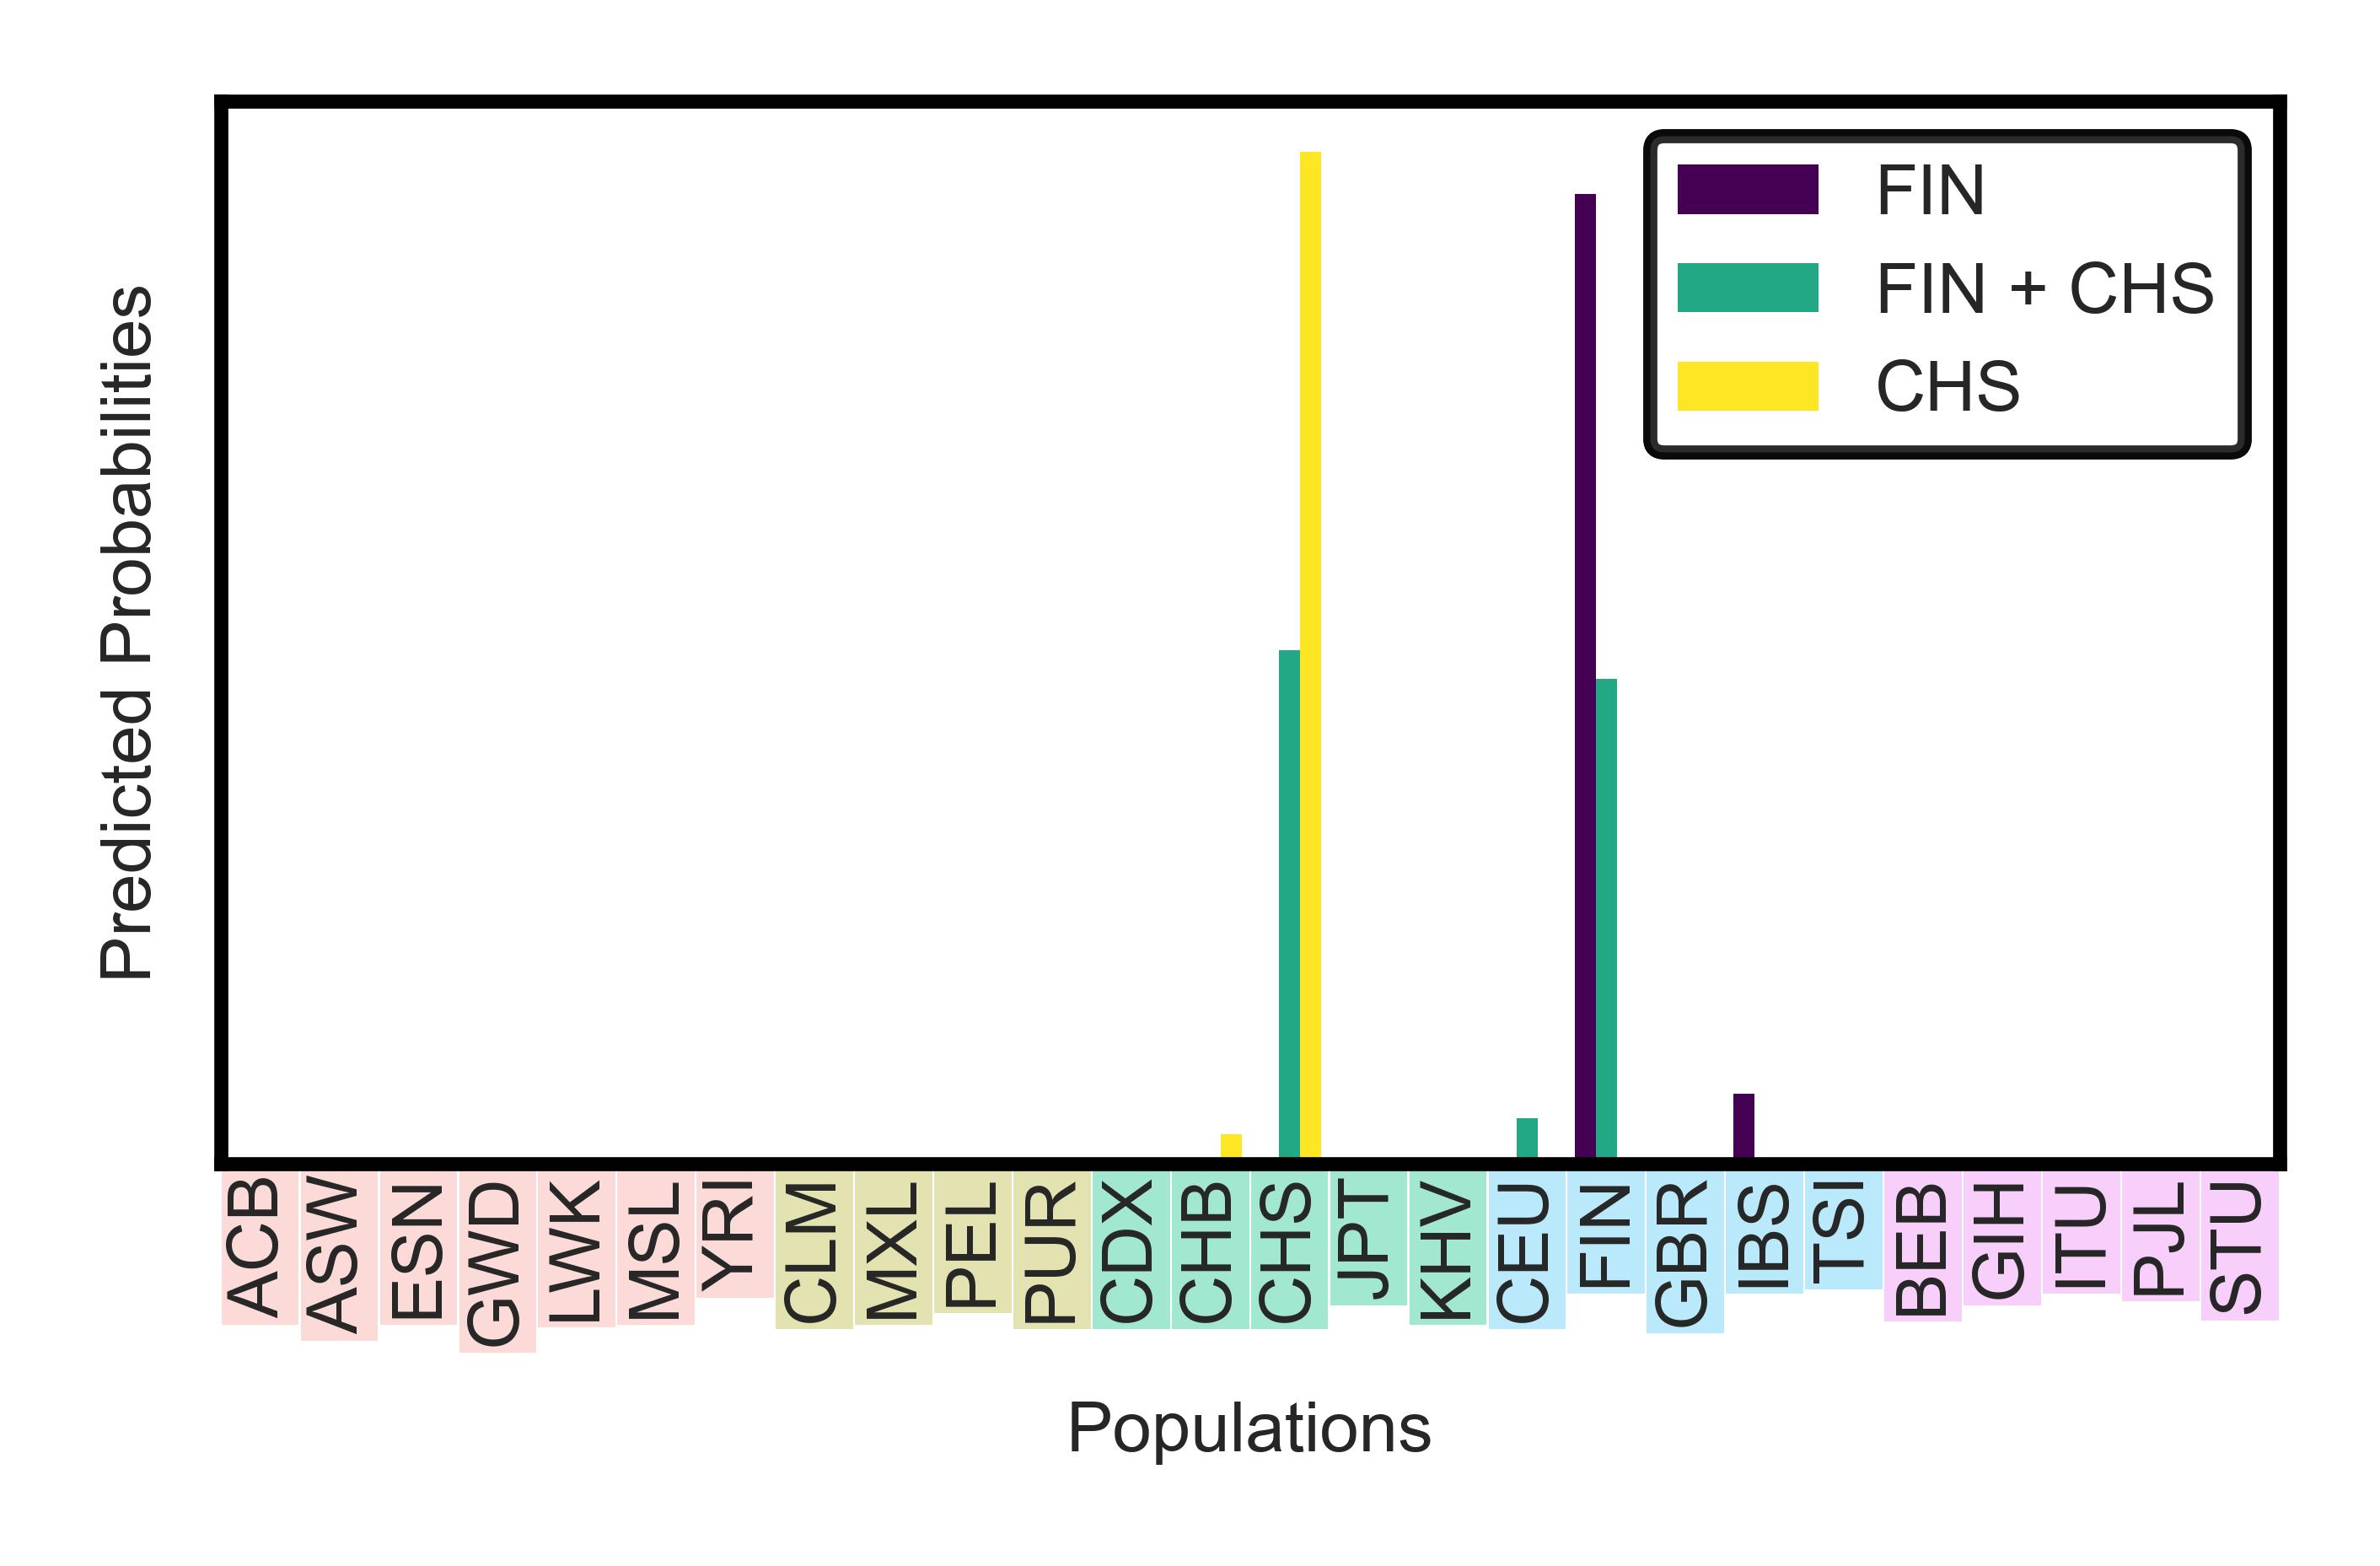 Predicted Probabilities
FIN
FIN + CHS
CHS
ACB
ASW
ESN
GWD
LWK
MSL
YRI
CLM
MXL
PEL
PUR
CDX
CHB
CHS
JPT
KHV
CEU
FIN
GBR
IBS
TSI
BEB
GIH
ITU
PJL
STU
Populations